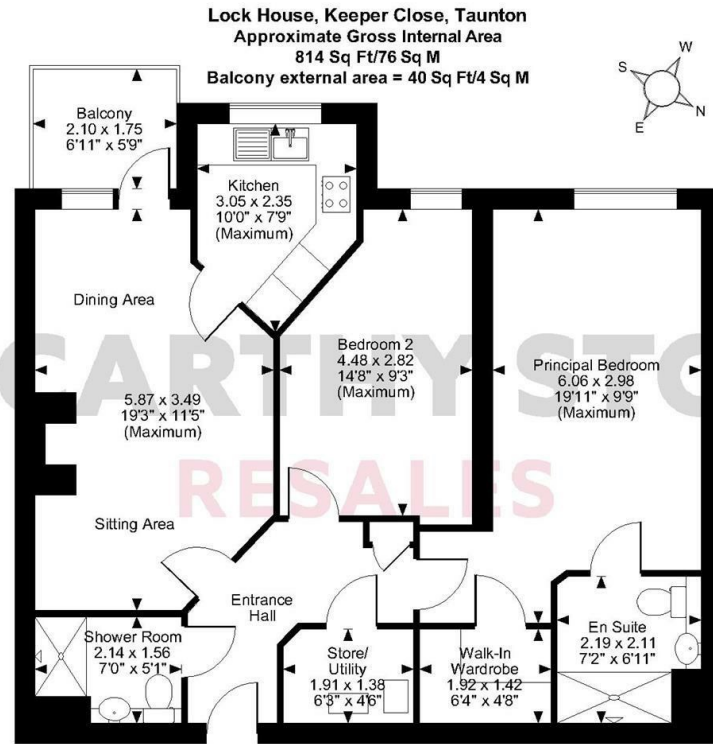 Lock House, Keeper Close, Taunton
Approximate Gross Internal Area
814 Sq Ft/76 Sq M
Balcony external area = 40 Sq Ft/4 Sq M
W
S
N
E
Balcony
2.10 x 1.75
6'11" x 5'9"
Kitchen
3.05 x 2.35
10'0" x 7'9"
(Maximum)
Dining Area
5.87 x 3.49
19'3" x 11'5"
(Maximum)
Sitting Area
Bedroom 2
4.48 x 2.82
14'8" x 9'3"
(Maximum)
Principal Bedroom
6.06 x 2.98
19'11" x 9'9"
(Maximum)
CARTHY STO
RESALES
Entrance
Hall
Shower Room
2.14 x 1.56
7'0" x 5'1"
Store/
Utility
1.91 x 1.38
6'3" x 4'6"
Walk-In
Wardrobe
1.92 x 1.42
6'4" x 4'8"
En Suite
2.19 x 2.11
7'2" x 6'11"